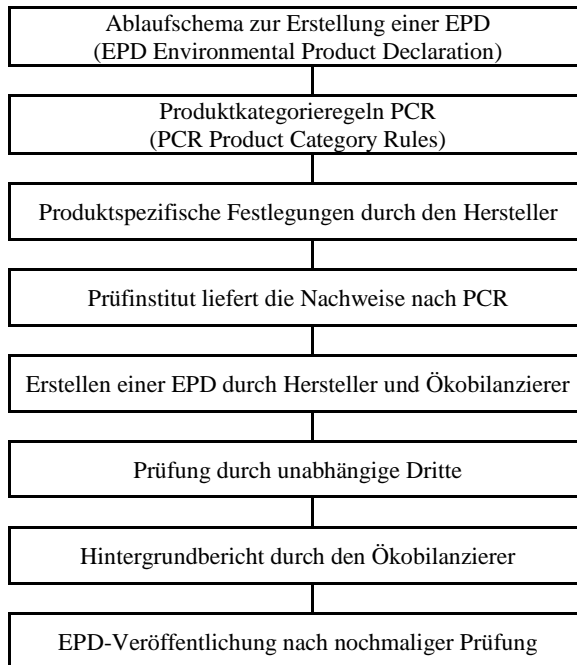 Ablaufschema zur Erstellung einer EPD
(EPD Environmental Product Declaration)
Produktkategorieregeln PCR
(PCR Product Category Rules)
Produktspezifische Festlegungen durch den Hersteller
Prüfinstitut liefert die Nachweise nach PCR
Erstellen einer EPD durch Hersteller und Ökobilanzierer
Prüfung durch unabhängige Dritte
Hintergrundbericht durch den Ökobilanzierer
EPD-Veröffentlichung nach nochmaliger Prüfung